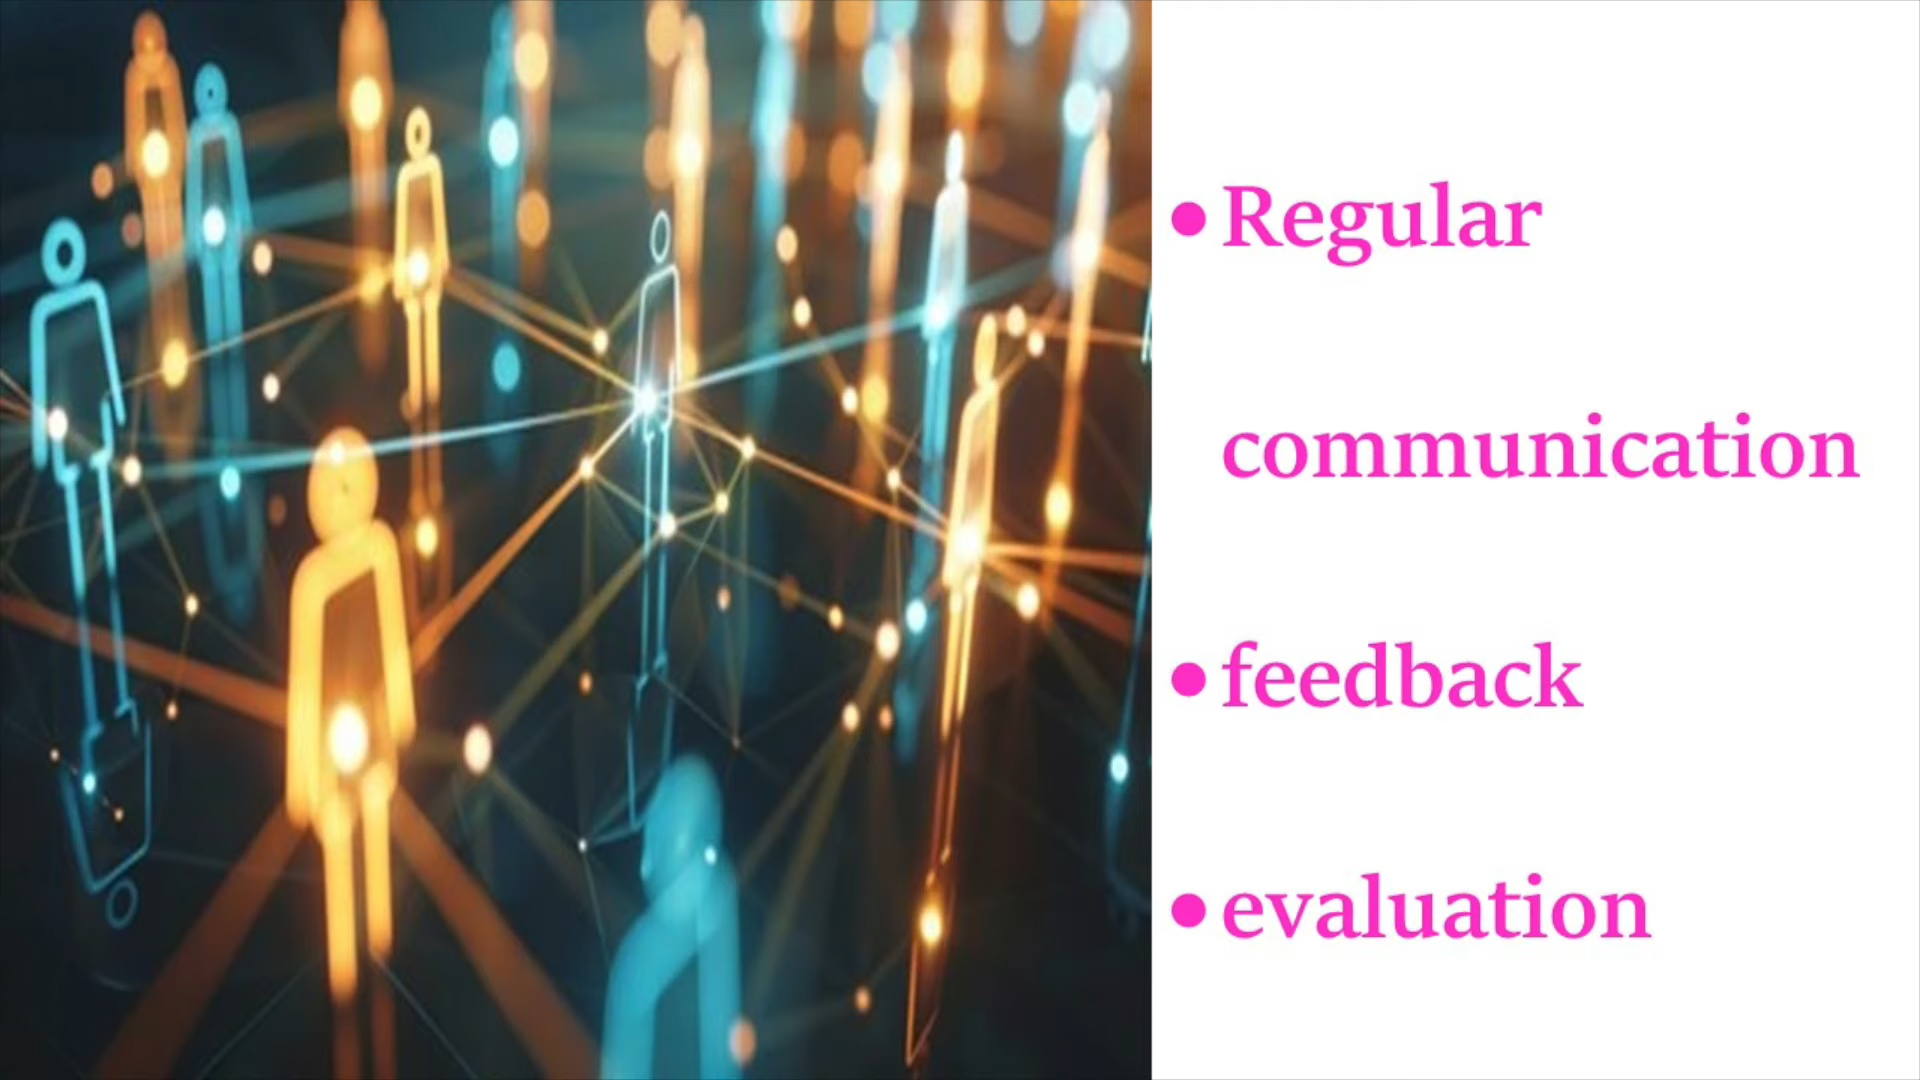 • Regular
communication
• feedback
• evaluation